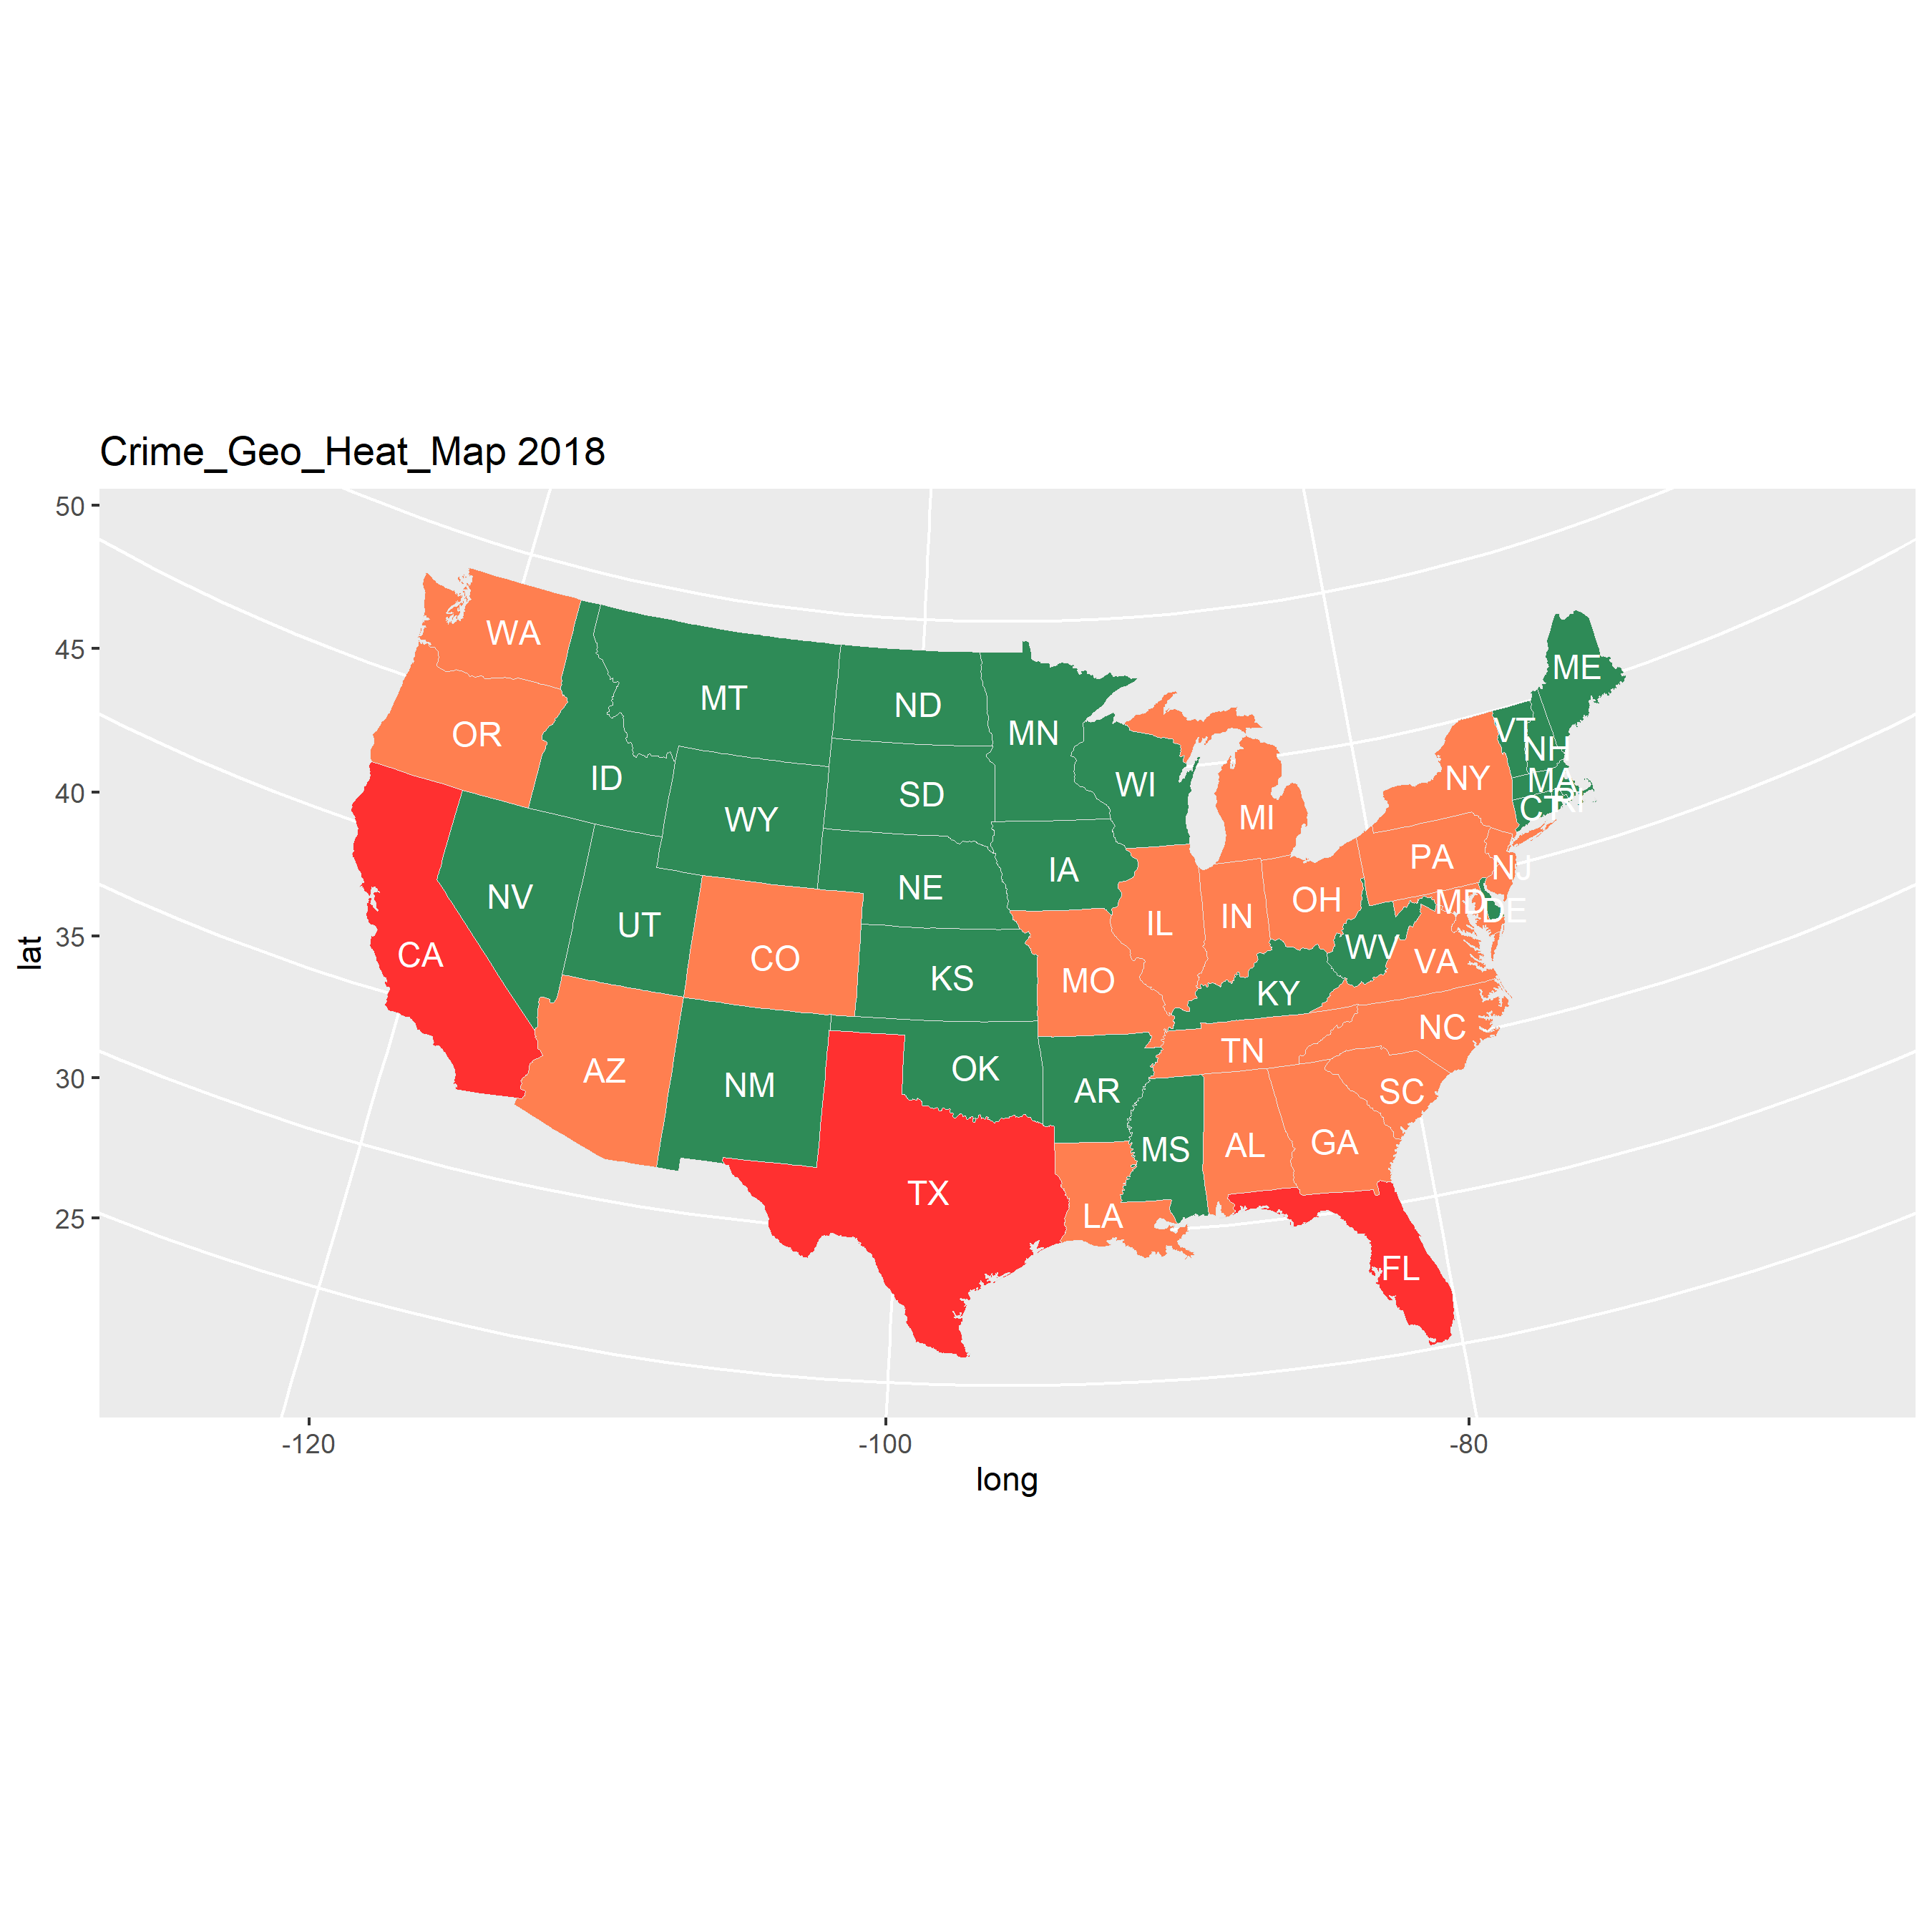 Crime_Geo_Heat_Map 2018
50
45
40
35
30
25
lat
WA
OR
CA
ID
NV
MT
WY
UT
AZ
CO
NM
ND
SD
NE
KS
OK
TX
MN
IA
MO
AR
LA
WI
IL
MS
MI
IN
KY
TN
AL
OH
WV
GA
FL
SC
NC
VA
MD
DE
PA
NJ
NY
CT
RI
MA
VT
NH
ME
-120
-100
-80
long